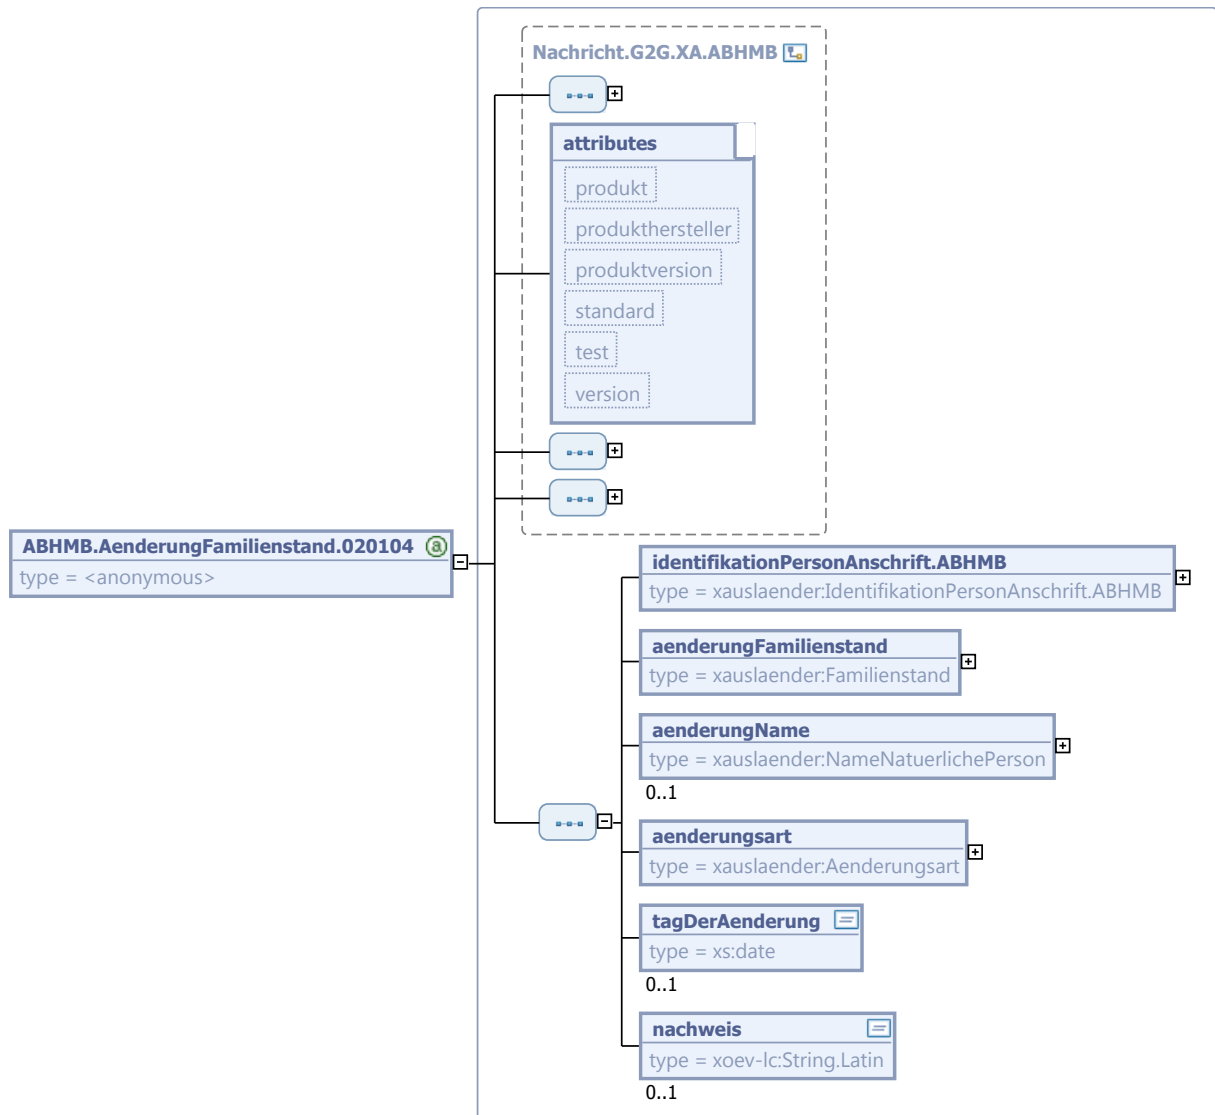 Nachricht.G2G.XA.ABHMB
attributes
produkt
produkthersteller
produktversion
standard
test
version
ABHMB.AenderungFamilienstand.020104
type = <anonymous>
identifikationPersonAnschrift.ABHMB
type = xauslaender:IdentifikationPersonAnschrift.ABHMB
aenderungFamilienstand
type = xauslaender:Familienstand
aenderungName
type = xauslaender:NameNatuerlichePerson
0..1
aenderungsart
type = xauslaender:Aenderungsart
tagDerAenderung
type = xs:date
0..1
nachweis
type = xoev-lc:String.Latin
0..1